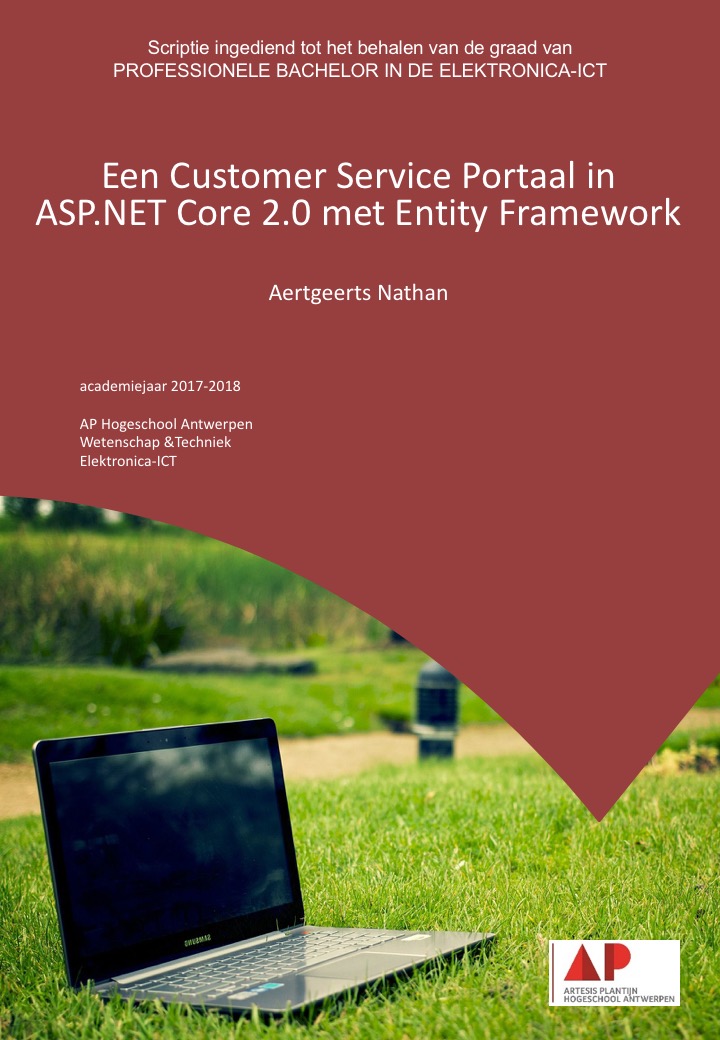 Scriptie ingediend tot het behalen van de graad van
PROFESSIONELE BACHELOR IN DE ELEKTRONICA-ICT
Een Customer Service Portaal in
ASP.NET Core 2.0 met Entity Framework
Aertgeerts Nathan
academiejaar 2017-2018
AP Hogeschool Antwerpen
Wetenschap &Techniek
Elektronica-ICT
SAMSUNG
AP
ARTESIS PLANTIJN
HOGESCHOOL ANTWERPEN